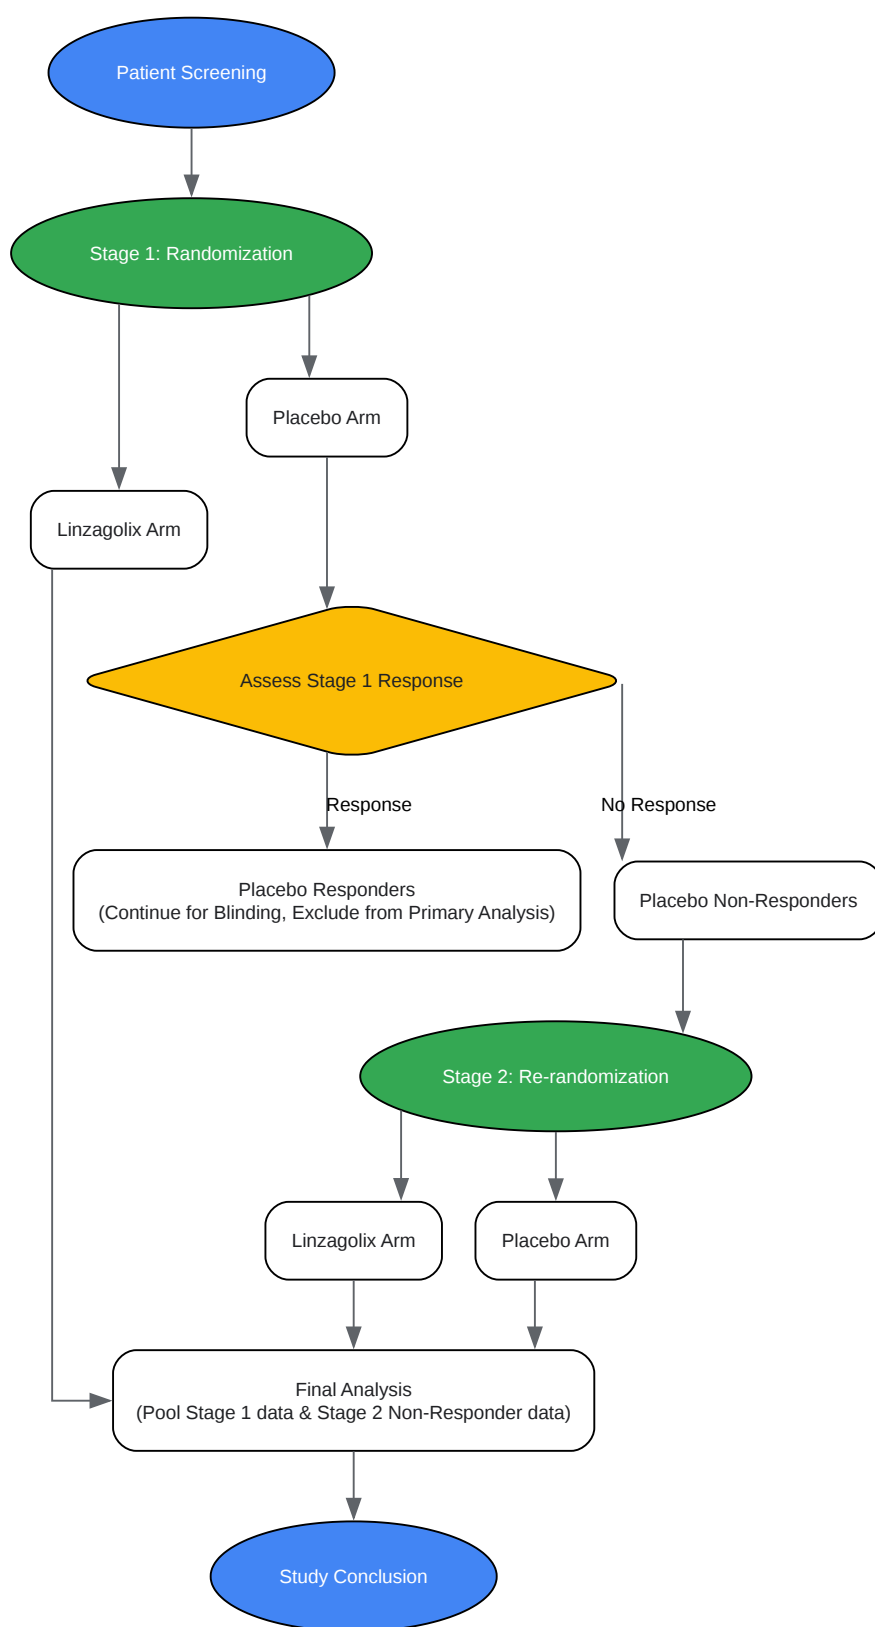 Patient Screening
Stage 1: Randomization
Placebo Arm
Linzagolix Arm
Assess Stage 1 Response
Response
No Response
Placebo Responders
(Continue for Blinding, Exclude from Primary Analysis)
Placebo Non-Responders
Stage 2: Re-randomization
Linzagolix Arm
Placebo Arm
Final Analysis
(Pool Stage 1 data & Stage 2 Non-Responder data)
Study Conclusion